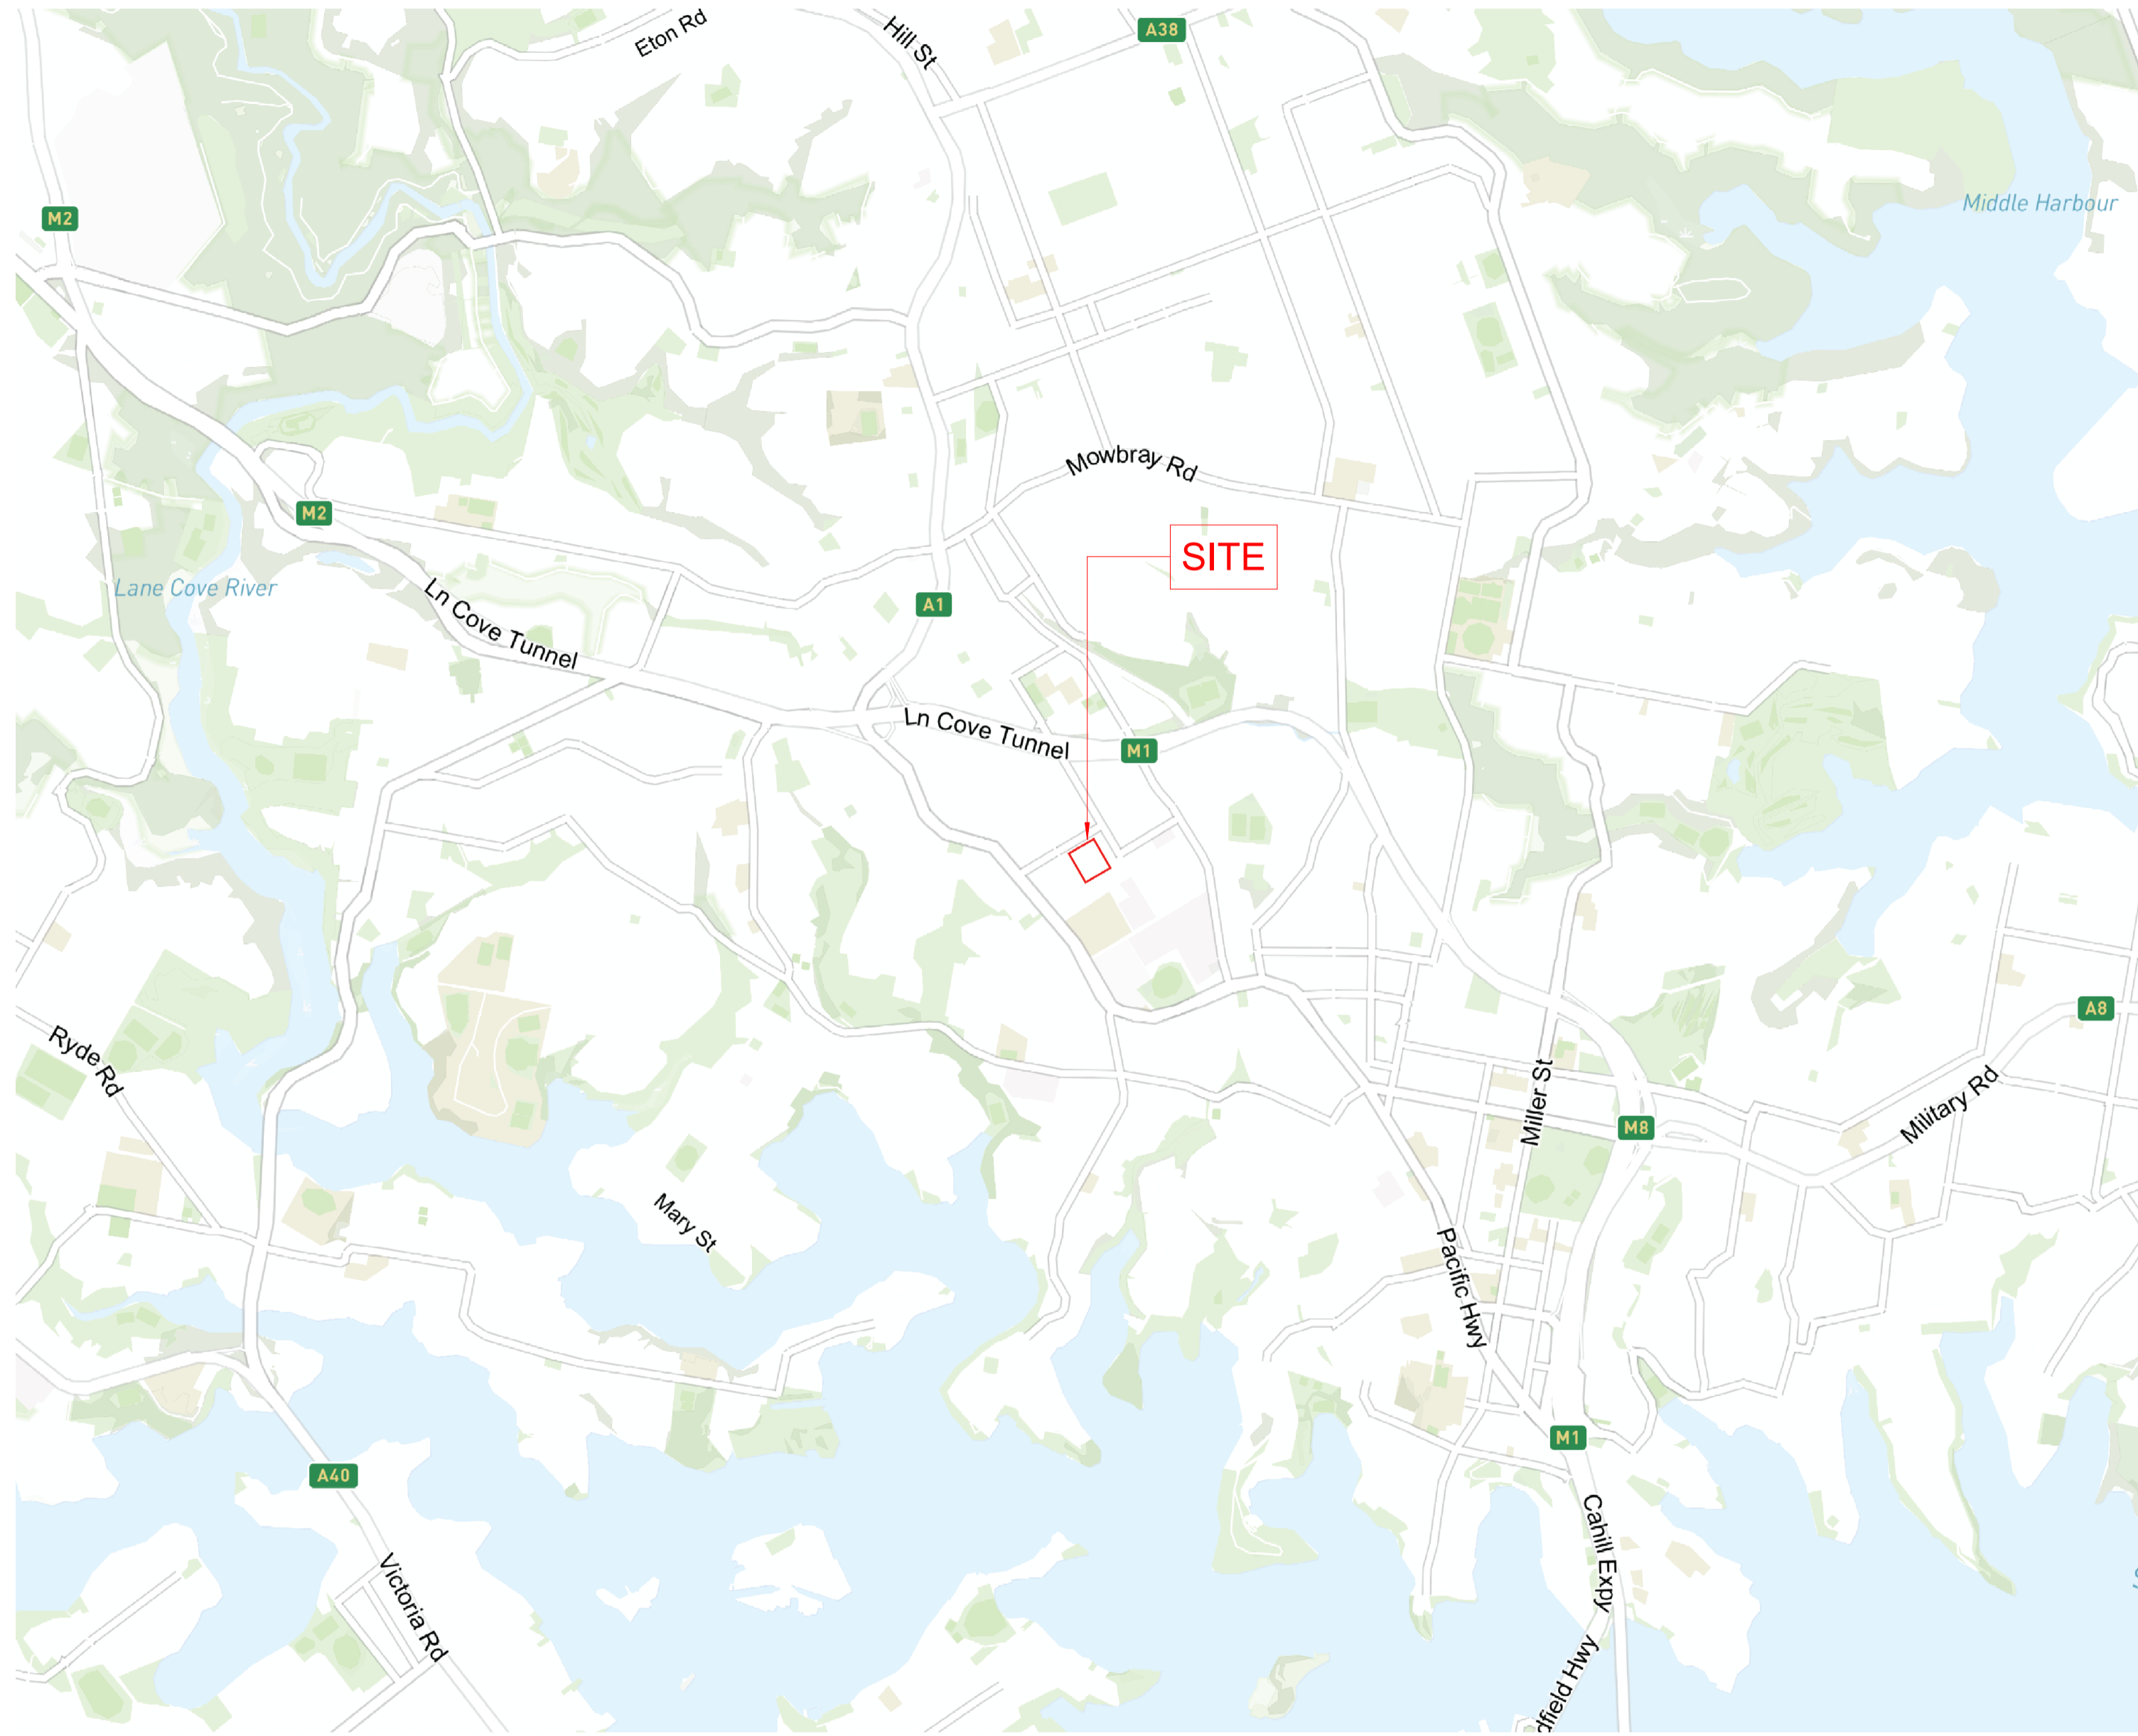 Eton Rd
Hill St
A38
M2
Middle Harbour
Mowbray Rd
M2
SITE
Lane Cove River
Ln Cove Tunnel
A1
Ln Cove Tunnel
M1
A8
Ryde Rd
Miller St
Military Rd
M8
Mary St
Pacific Hwy
M1
A40
Cahill Expy
Victoria Rd
dfield Hwy